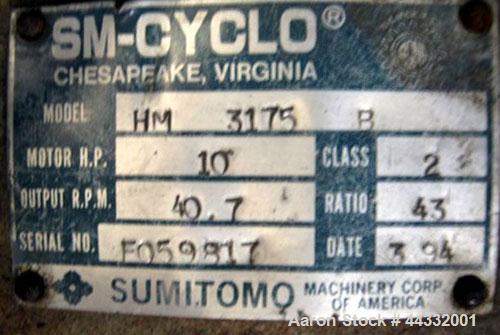 SM-CYCLO®
CHESAPEAKE, VIRGINIA
MODEL HM 3175 B
MOTOR H.P. 10 CLASS 2
OUTPUT R.P.M. 40.7 RATIO 43
SERIAL NO. F059817 DATE 3 94
SUMITOMO MACHINERY CORP.
OF AMERICA
Aaron Stock # 44332001